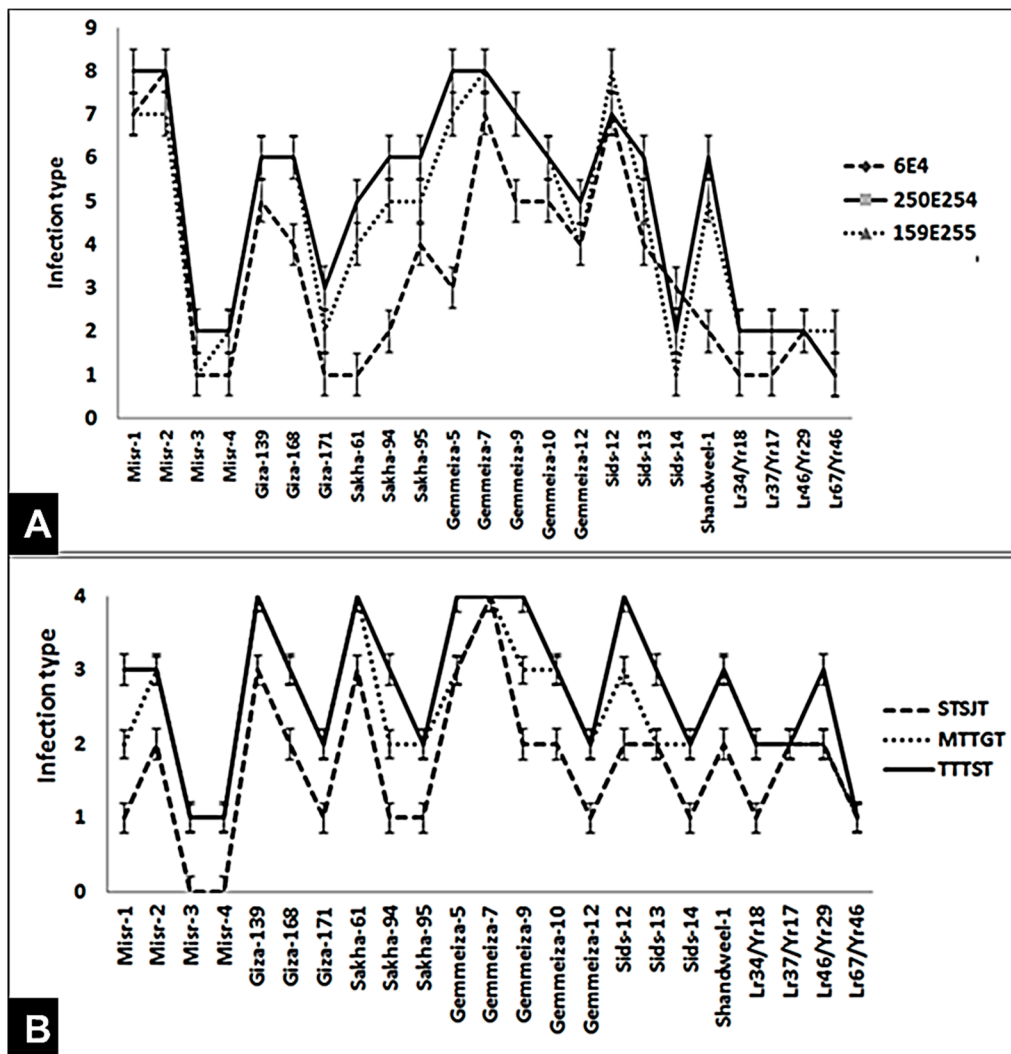 9
8
7
6
5
4
3
2
1
0
Infection type
Misr-1
Misr-2
Misr-3
Misr-4
Giza-139
Giza-168
Giza-171
Sakha-61
Sakha-94
Sakha-95
Gemmeiza-5
Gemmeiza-7
Gemmeiza-9
Gemmeiza-10
Gemmeiza-12
Sids-12
Sids-13
Sids-14
Shandweel-1
Lr34/Yr18
Lr37/Yr17
Lr46/Yr29
Lr67/Yr46
6E4
250E254
159E255
A
4
3
2
1
0
Infection type
Misr-1
Misr-2
Misr-3
Misr-4
Giza-139
Giza-168
Giza-171
Sakha-61
Sakha-94
Sakha-95
Gemmeiza-5
Gemmeiza-7
Gemmeiza-9
Gemmeiza-10
Gemmeiza-12
Sids-12
Sids-13
Sids-14
Shandweel-1
Lr34/Yr18
Lr37/Yr17
Lr46/Yr29
Lr67/Yr46
STSJT
MTTGT
TTTST
B